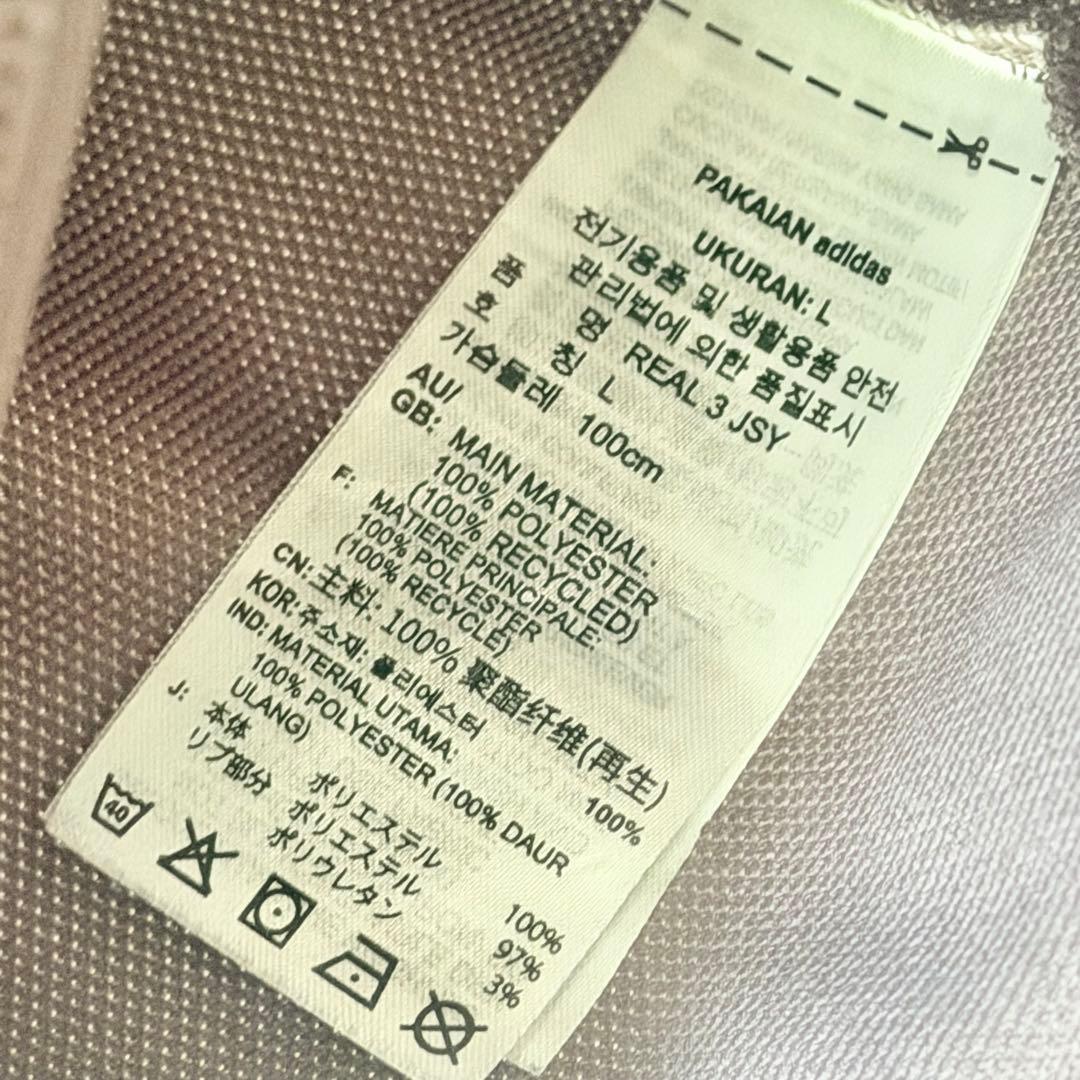 PAKAIAN adidas
UKURAN: L
전기용품 및 생활용품 안전
관리법에 의한 품질표시
품 명 REAL 3 JSY
호 칭 L
가슴둘레 100cm
AU/
GB: MAIN MATERIAL:
100% POLYESTER
(100% RECYCLED)
F: MATIERE PRINCIPALE:
100% POLYESTER
(100% RECYCLE)
CN: 主料: 100% 聚酯纤维(再生)
KOR: 주소재: 폴리에스터 100%
IND: MATERIAL UTAMA:
100% POLYESTER (100% DAUR
ULANG)
J: 本体 ポリエステル 100%
リブ部分 ポリエステル 97%
ポリウレタン 3%
40